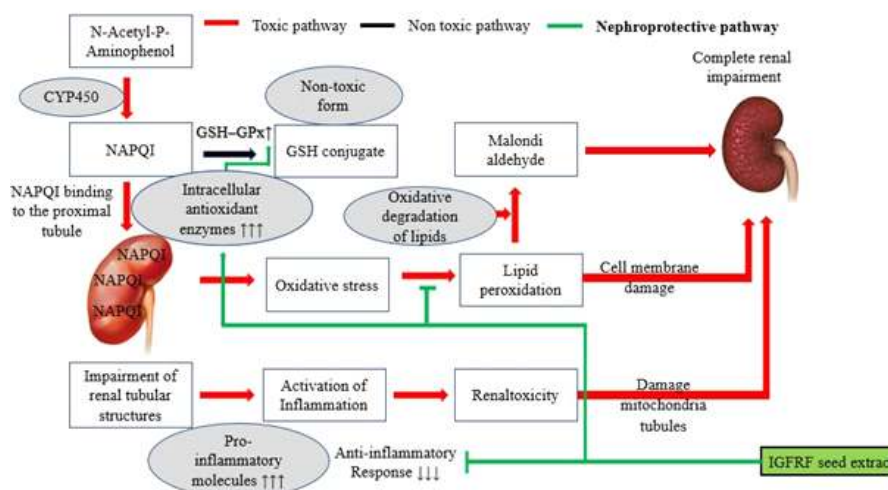 N-Acetyl-P-
Aminophenol
Toxic pathway
Non toxic pathway
Nephroprotective pathway
Complete renal
impairment
CYP450
Non-toxic
form
NAPQI
GSH–GPx↑
GSH conjugate
Malondi
aldehyde
NAPQI binding
to the proximal
tubule
Intracellular
antioxidant
enzymes ↑↑↑
Oxidative
degradation
of lipids
NAPQI
NAPQI
NAPQI
Oxidative stress
Lipid
peroxidation
Cell membrane
damage
Impairment of
renal tubular
structures
Activation of
Inflammation
Renaltoxicity
Damage
mitochondria
tubules
Pro-
inflammatory
molecules ↑↑↑
Anti-inflammatory
Response ↓↓↓
IGFRF seed extrac